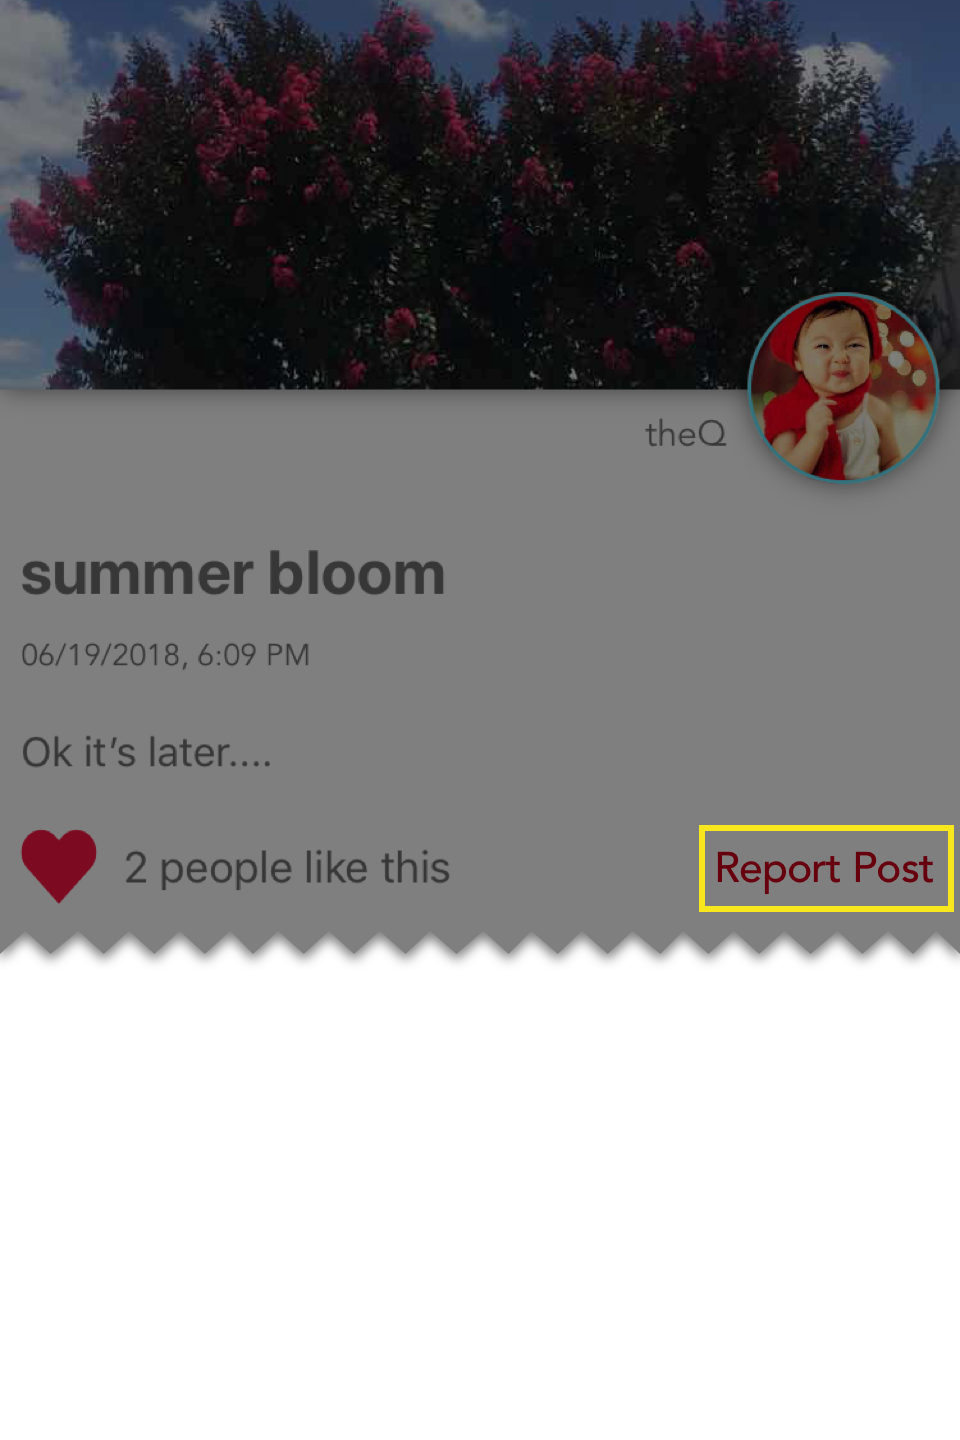 theQ
summer bloom
06/19/2018, 6:09 PM
Ok it’s later....
2 people like this
Report Post